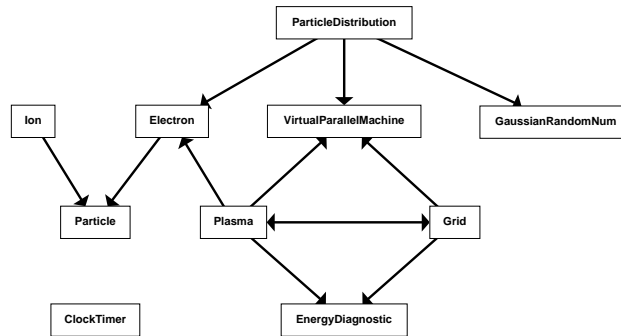 ParticleDistribution
Ion
Electron
VirtualParallelMachine
GaussianRandomNum
Particle
Plasma
Grid
ClockTimer
EnergyDiagnostic